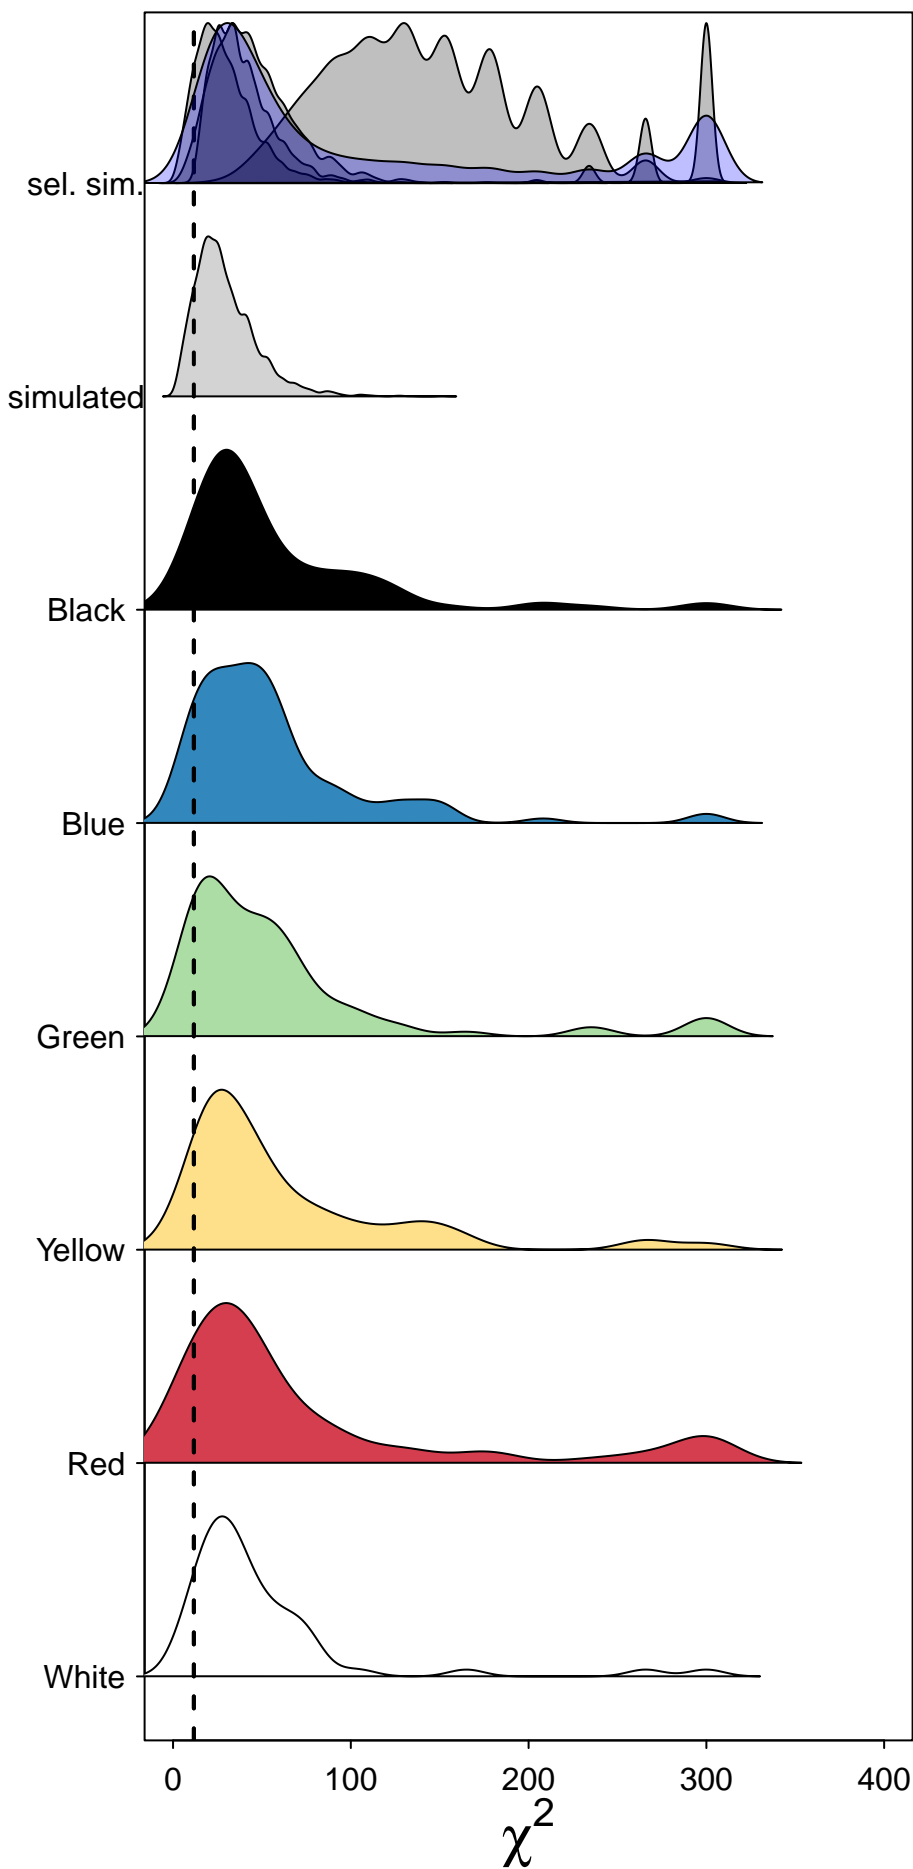 sel. sim.
simulated
Black
Blue
Green
Yellow
Red
White
0 100 200 300 400
χ²